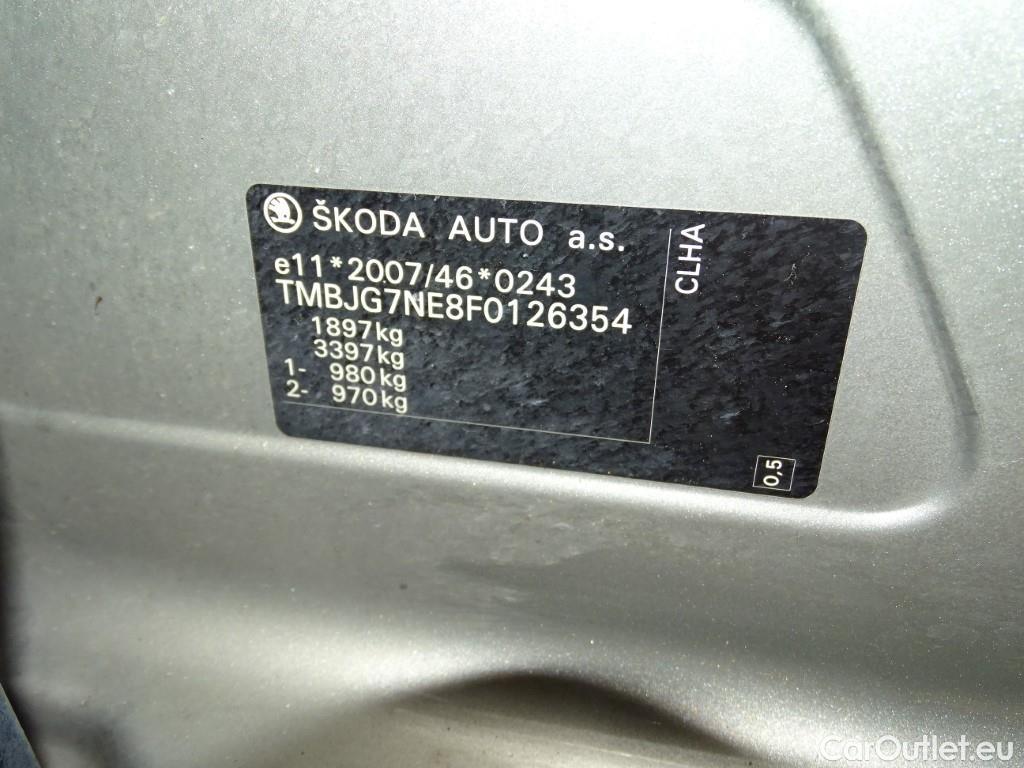 ŠKODA AUTO a.s.
e11*2007/46*0243
TMBJG7NE8F0126354
1897kg
3397kg
1- 980kg
2- 970kg
CLHA
0,5
CarOutlet.eu